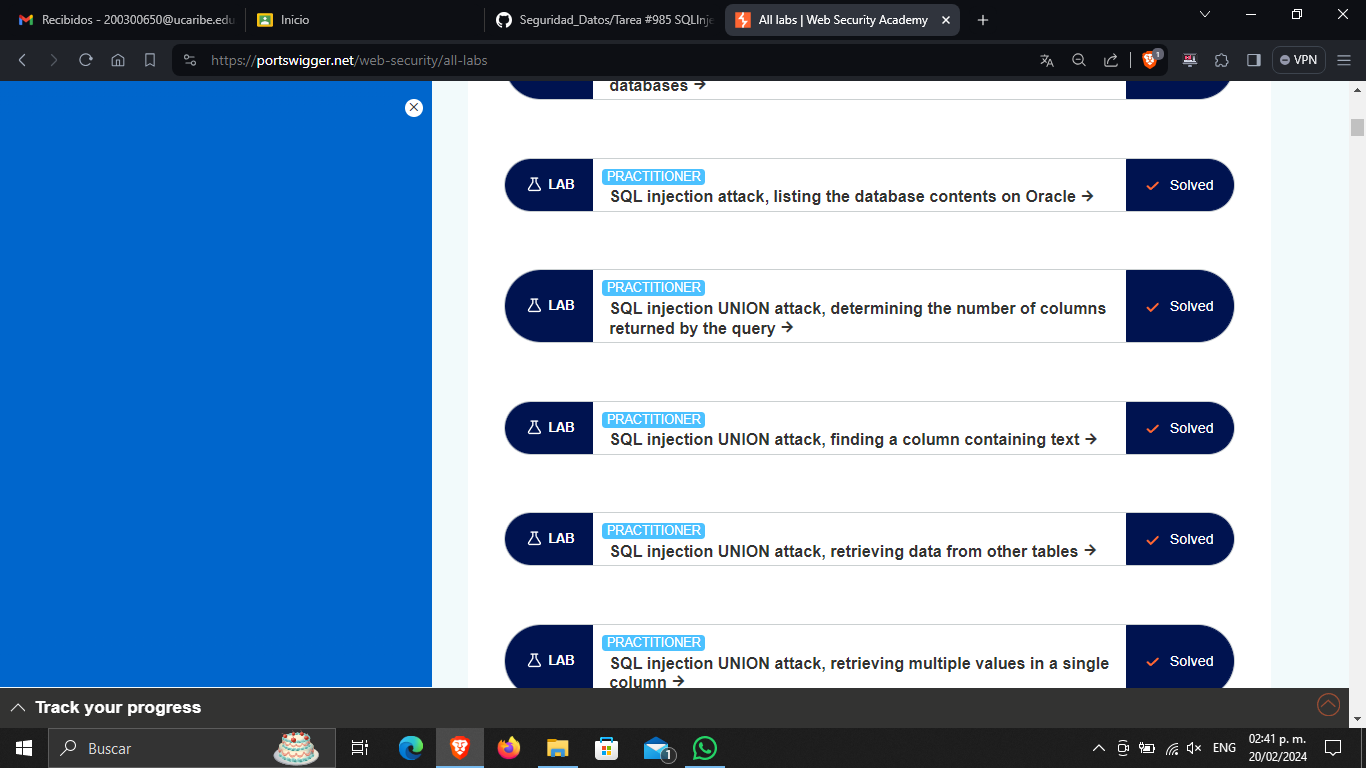 Recibidos - 200300650@ucaribe.edu
Inicio
Seguridad_Datos/Tarea #985 SQLInje
All labs | Web Security Academy
https://portswigger.net/web-security/all-labs
1
VPN
databases →
LAB
PRACTITIONER
SQL injection attack, listing the database contents on Oracle →
Solved
LAB
PRACTITIONER
SQL injection UNION attack, determining the number of columns
returned by the query →
Solved
LAB
PRACTITIONER
SQL injection UNION attack, finding a column containing text →
Solved
LAB
PRACTITIONER
SQL injection UNION attack, retrieving data from other tables →
Solved
LAB
PRACTITIONER
SQL injection UNION attack, retrieving multiple values in a single
column →
Solved
Track your progress
Buscar
1
ENG
02:41 p. m.
20/02/2024